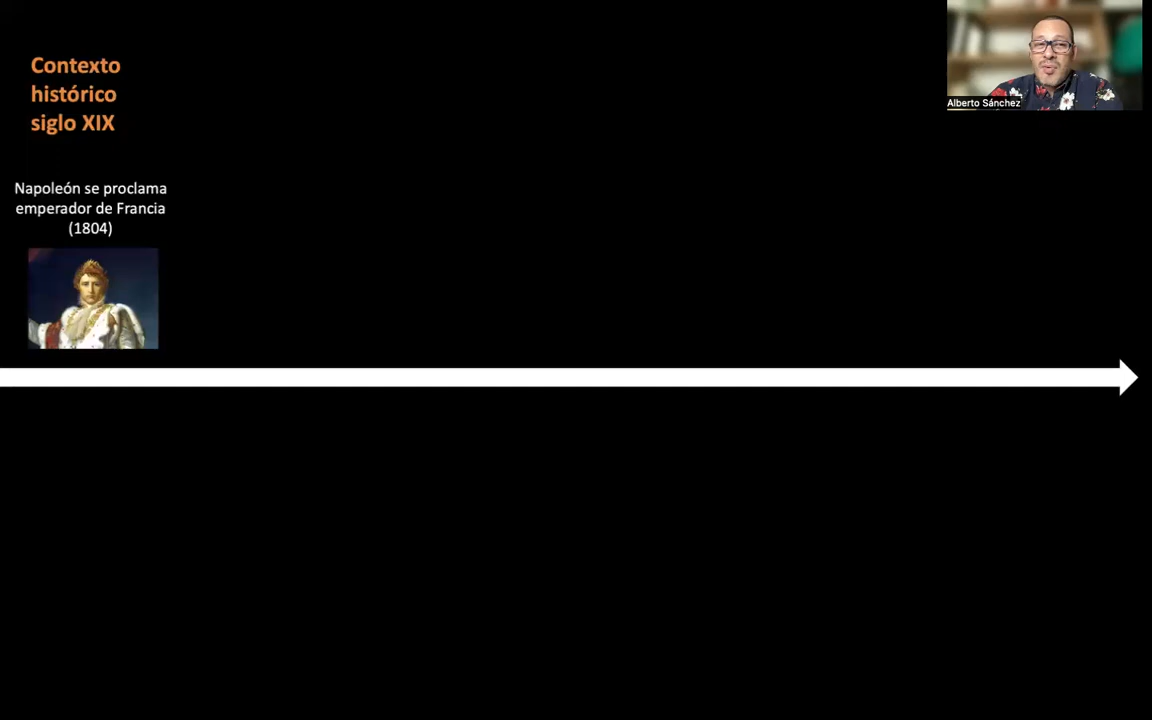 Contexto
histórico
siglo XIX
Napoleón se proclama
emperador de Francia
(1804)
Alberto Sánchez